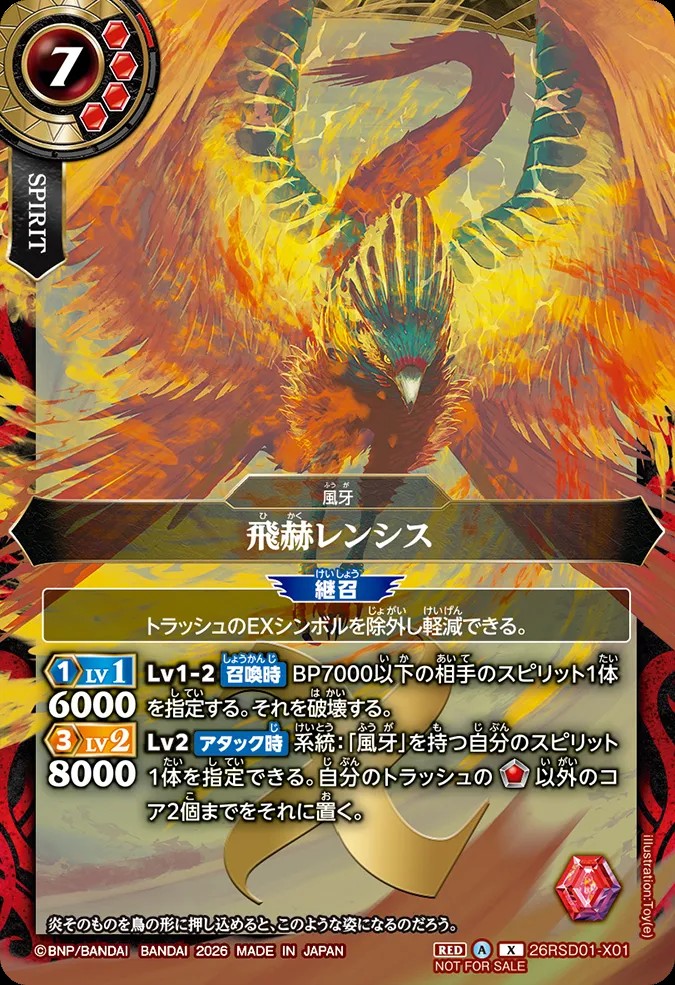 7
SPIRIT
風牙
飛赫レンシス
継召
トラッシュのEXシンボルを除外し軽減できる。
1 LV1 6000
Lv1-2 召喚時 BP7000以下の相手のスピリット1体
を指定する。それを破壊する。
3 LV2 8000
Lv2 アタック時 系統：「風牙」を持つ自分のスピリット
1体を指定できる。自分のトラッシュの 以外のコ
ア2個までをそれに置く。
X
illustration:Toy(e)
炎そのものを鳥の形に押し込めると、このような姿になるのだろう。
©BNP/BANDAI BANDAI 2026 MADE IN JAPAN
RED A X 26RSD01-X01
NOT FOR SALE